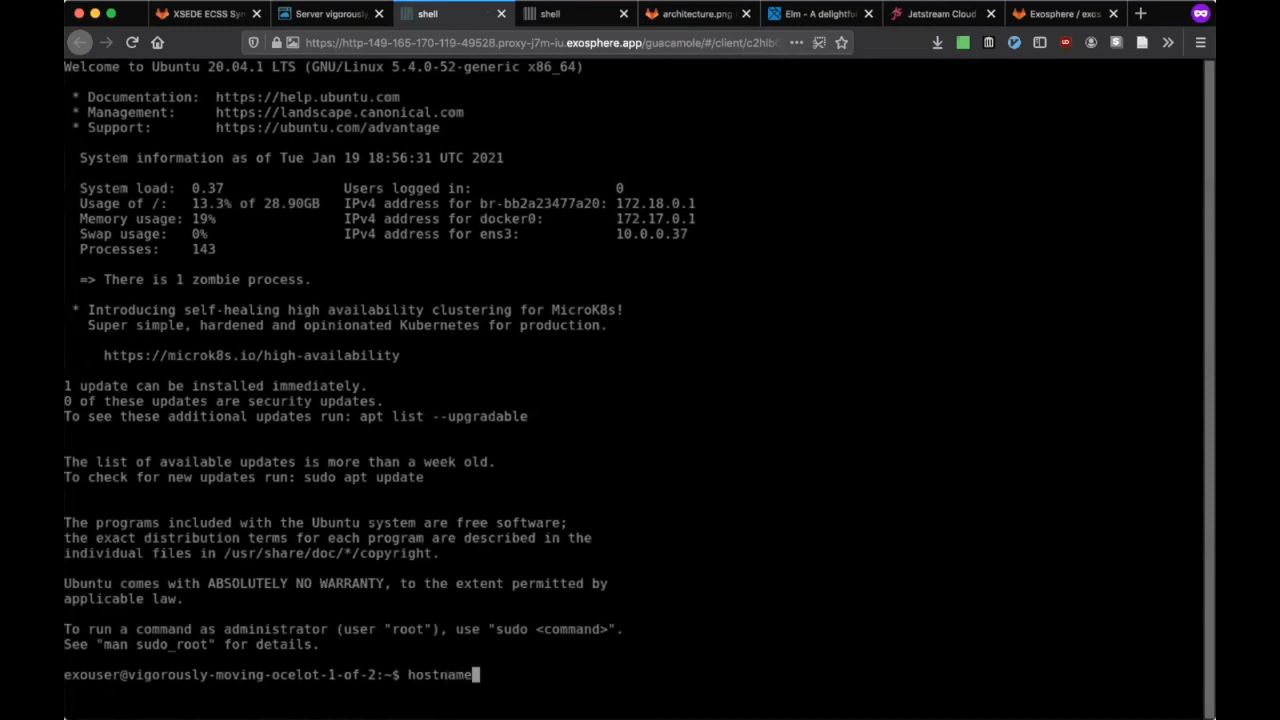 XSEDE ECSS Syn
Server vigorously
shell
shell
architecture.png
Elm - A delightful
Jetstream Cloud
Exosphere / exos
https://http-149-165-170-119-49528.proxy-j7m-iu.exosphere.app/guacamole/#/client/c2hlb
Welcome to Ubuntu 20.04.1 LTS (GNU/Linux 5.4.0-52-generic x86_64)
* Documentation: https://help.ubuntu.com
* Management: https://landscape.canonical.com
* Support: https://ubuntu.com/advantage
System information as of Tue Jan 19 18:56:31 UTC 2021
System load: 0.37 Users logged in: 0
Usage of /: 13.3% of 28.90GB IPv4 address for br-bb2a23477a20: 172.18.0.1
Memory usage: 19% IPv4 address for docker0: 172.17.0.1
Swap usage: 0% IPv4 address for ens3: 10.0.0.37
Processes: 143
=> There is 1 zombie process.
* Introducing self-healing high availability clustering for MicroK8s!
Super simple, hardened and opinionated Kubernetes for production.
https://microk8s.io/high-availability
1 update can be installed immediately.
0 of these updates are security updates.
To see these additional updates run: apt list --upgradable
The list of available updates is more than a week old.
To check for new updates run: sudo apt update
The programs included with the Ubuntu system are free software;
the exact distribution terms for each program are described in the
individual files in /usr/share/doc/*/copyright.
Ubuntu comes with ABSOLUTELY NO WARRANTY, to the extent permitted by
applicable law.
To run a command as administrator (user "root"), use "sudo <command>".
See "man sudo_root" for details.
exouser@vigorously-moving-ocelot-1-of-2:~$ hostname